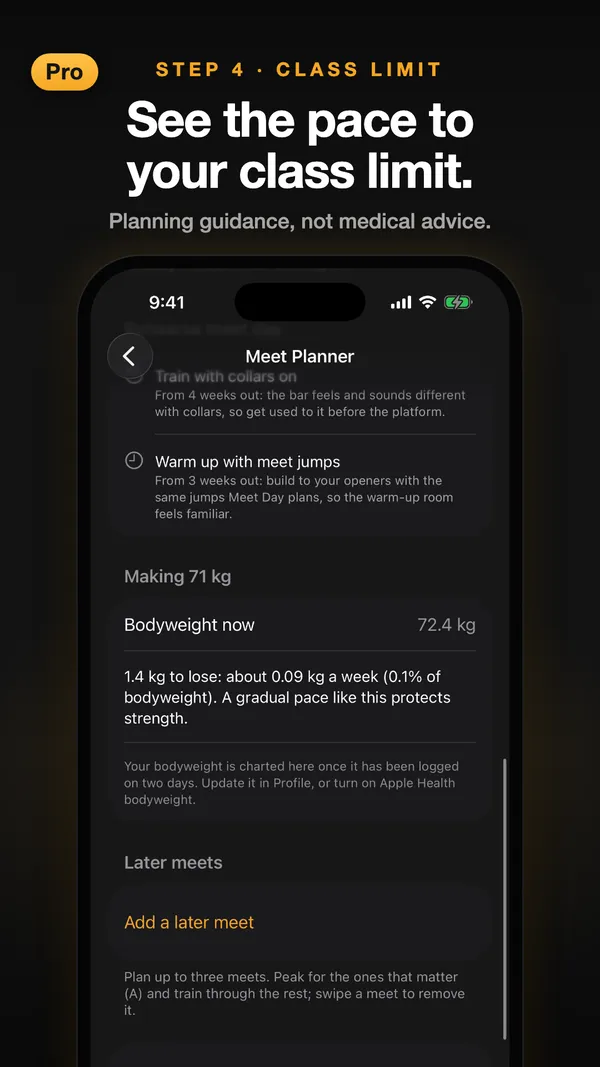 Pro
STEP 4 · CLASS LIMIT
See the pace to
your class limit.
Planning guidance, not medical advice.
9:41
Meet Planner
Train with collars on
From 4 weeks out: the bar feels and sounds different
with collars, so get used to it before the platform.
Warm up with meet jumps
From 3 weeks out: build to your openers with the
same jumps Meet Day plans, so the warm-up room
feels familiar.
Making 71 kg
Bodyweight now
72.4 kg
1.4 kg to lose: about 0.09 kg a week (0.1% of
bodyweight). A gradual pace like this protects
strength.
Your bodyweight is charted here once it has been logged
on two days. Update it in Profile, or turn on Apple Health
bodyweight.
Later meets
Add a later meet
Plan up to three meets. Peak for the ones that matter
(A) and train through the rest; swipe a meet to remove
it.